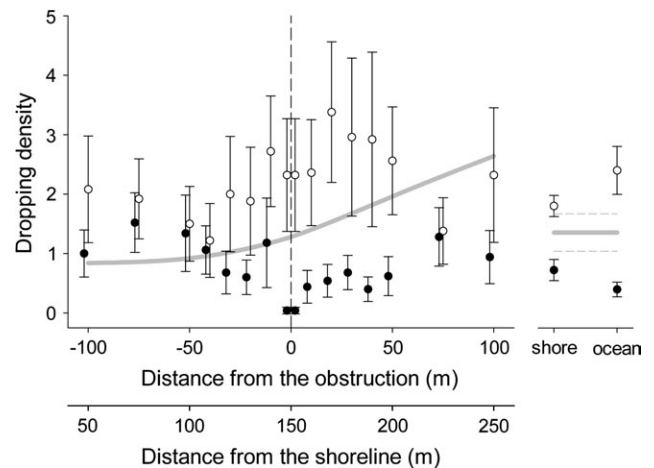 5
4
3
2
1
0
Dropping density
-100 -50 0 50 100
shore ocean
Distance from the obstruction (m)
50 100 150 200 250
Distance from the shoreline (m)